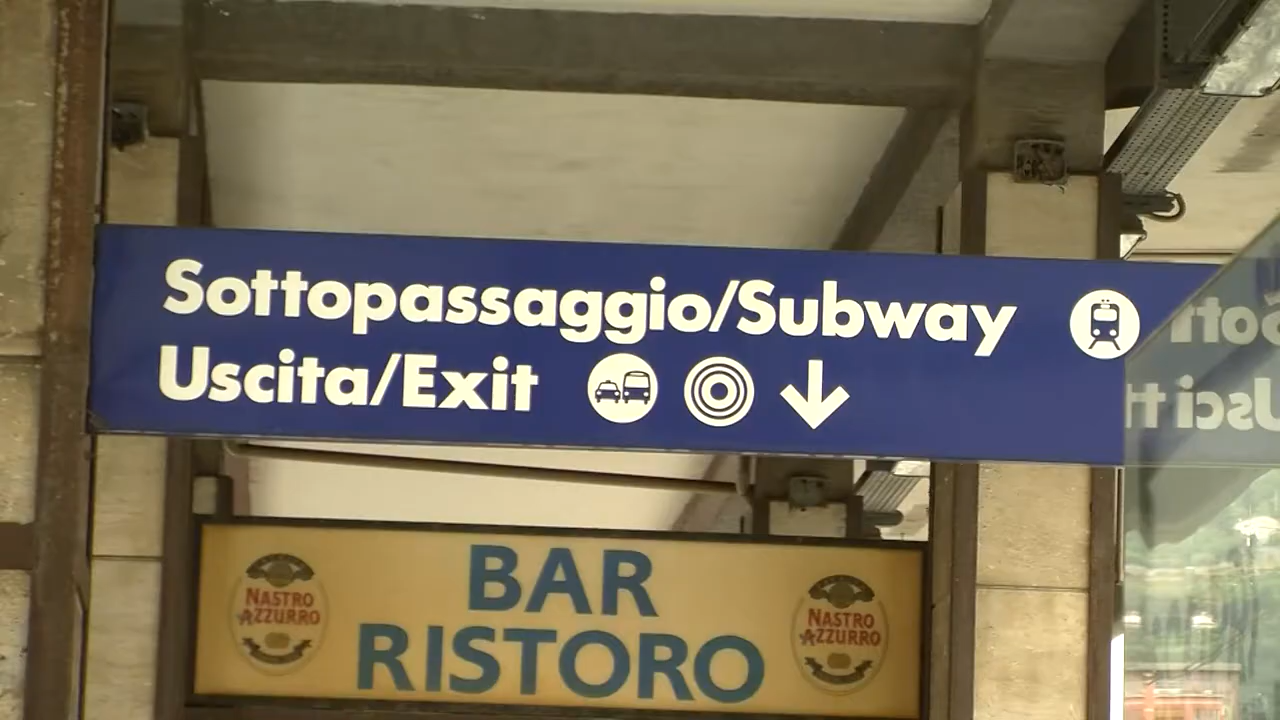 Sottopassaggio/Subway
Uscita/Exit
BAR
RISTORO
NASTRO
AZZURRO
NASTRO
AZZURRO